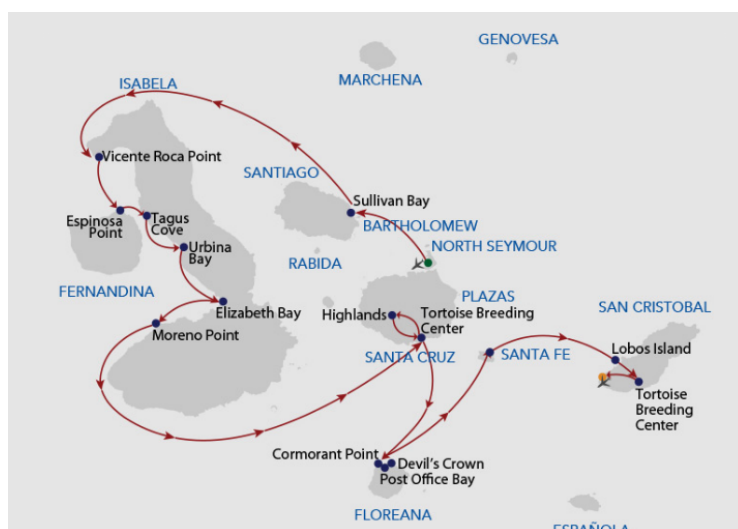 GENOVESA
MARCHENA
ISABELA
Vicente Roca Point
SANTIAGO
Sullivan Bay
Espinosa
Point
Tagus
Cove
BARTHOLOMEW
NORTH SEYMOUR
Urbina
Bay
RABIDA
FERNANDINA
PLAZAS
Elizabeth Bay
Highlands
Tortoise Breeding
Center
SAN CRISTOBAL
Moreno Point
SANTA CRUZ
SANTA FE
Lobos Island
Tortoise
Breeding
Center
Cormorant Point
Devil's Crown
Post Office Bay
FLOREANA
ESPAÑOLA